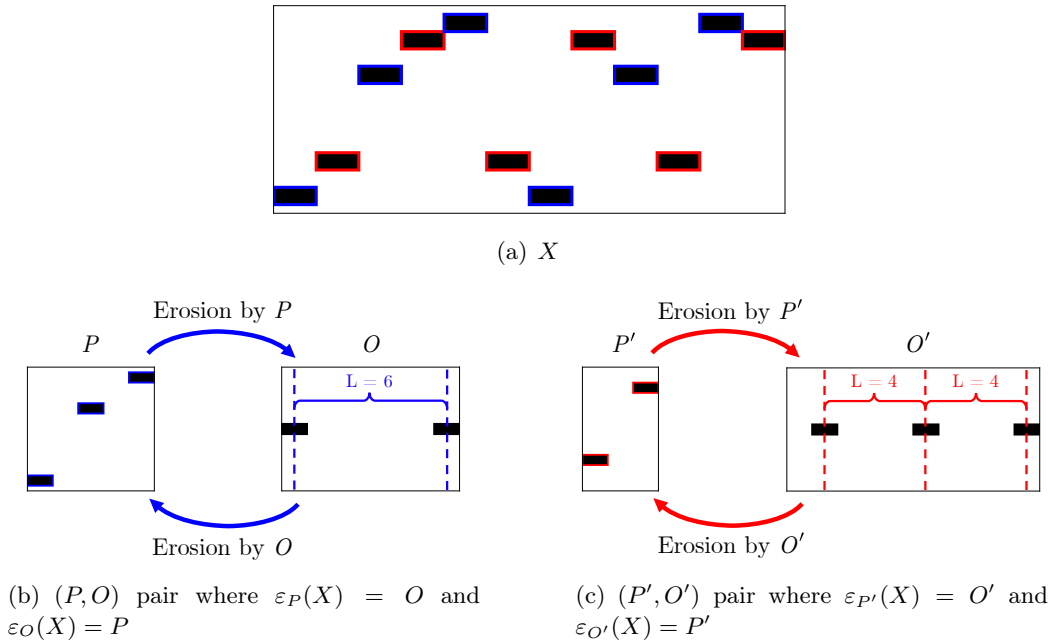 (a) X
Erosion by P
P
O
L = 6
Erosion by O
(b) (P, O) pair where ε_P(X) = O and
ε_O(X) = P
Erosion by P′
P′
O′
L = 4
L = 4
Erosion by O′
(c) (P′, O′) pair where ε_{P′}(X) = O′ and
ε_{O′}(X) = P′